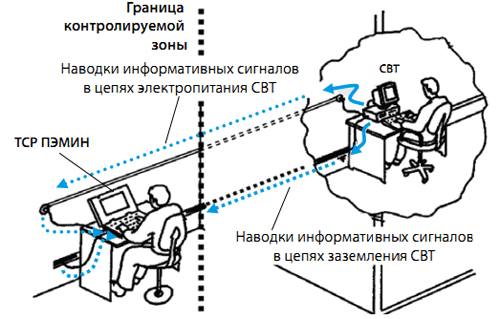 Граница
контролируемой
зоны
Наводки информативных сигналов
в цепях электропитания СВТ
СВТ
ТСР ПЭМИН
Наводки информативных сигналов
в цепях заземления СВТ